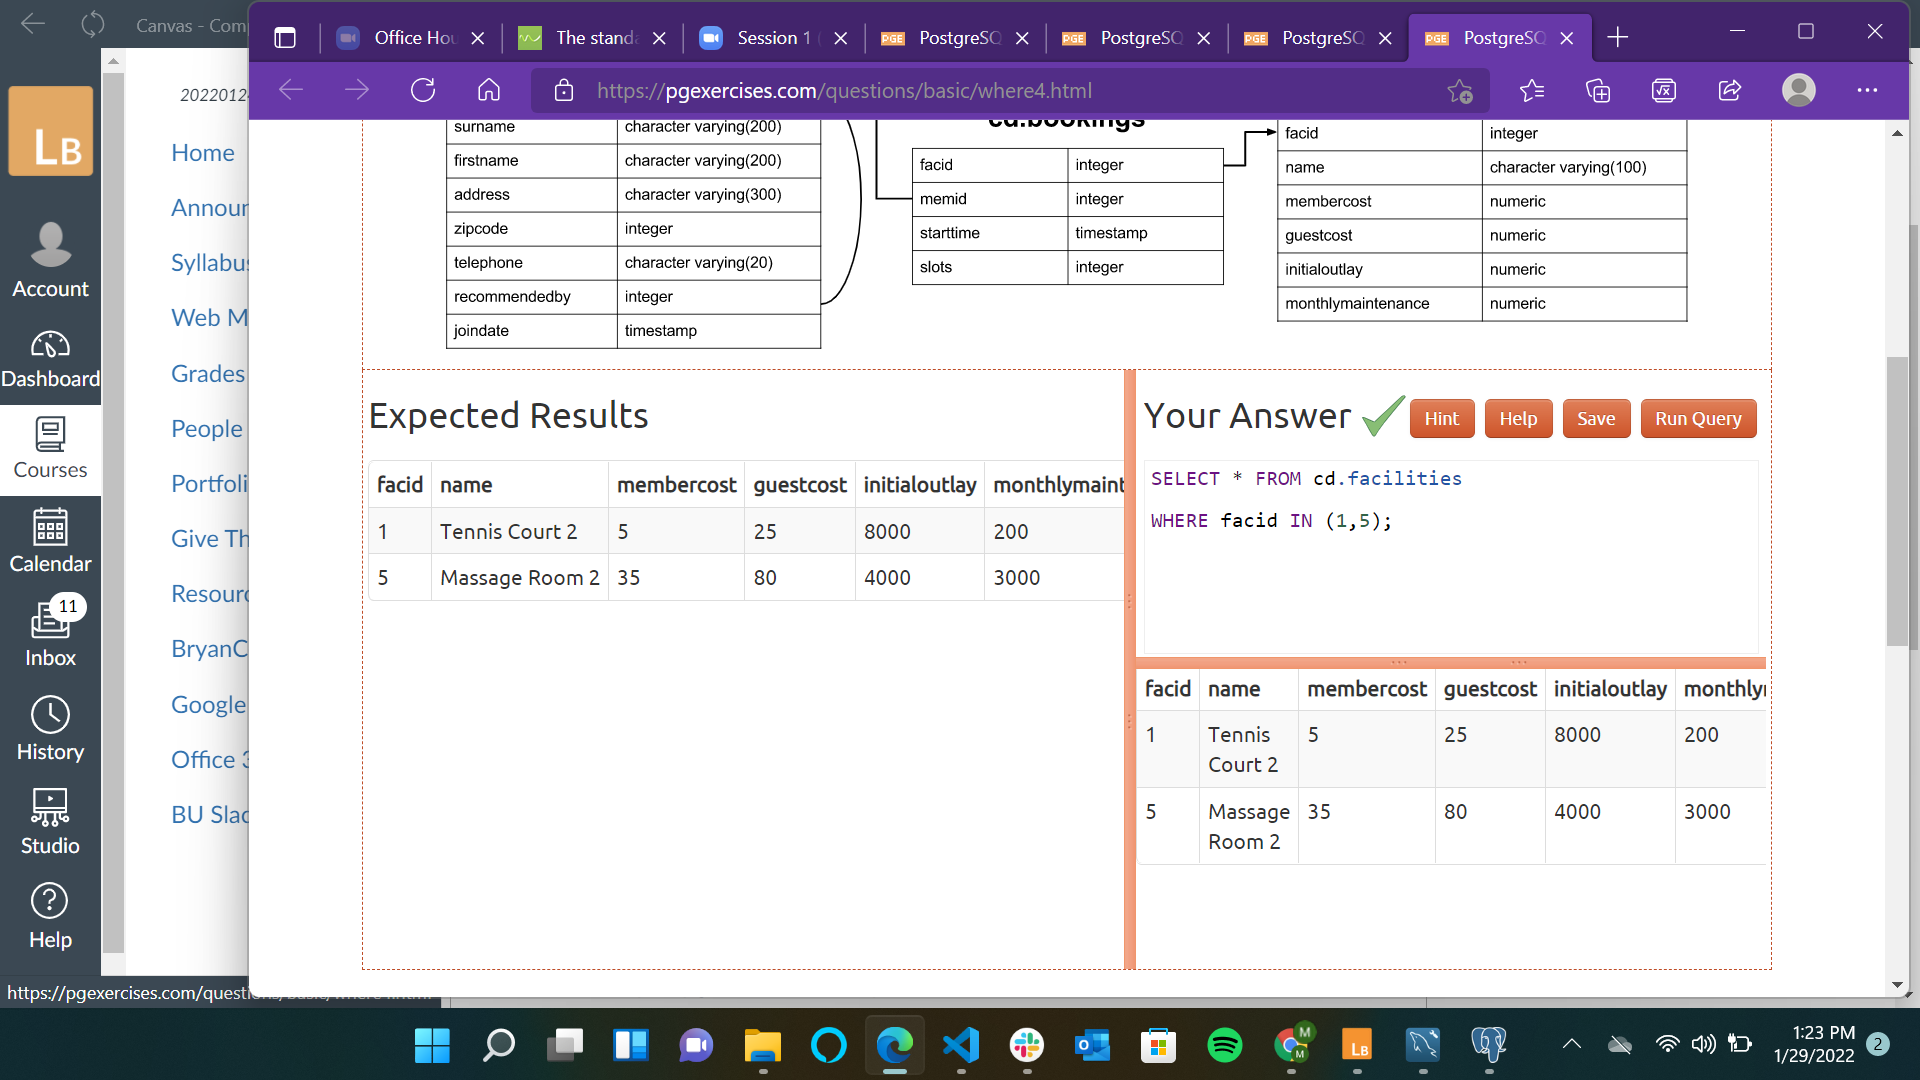 Canvas - Com
Office Hou
The standa
Session 1
PGE PostgreSQ
PGE PostgreSQ
PGE PostgreSQ
PGE PostgreSQ
https://pgexercises.com/questions/basic/where4.html
2022012
LB
Home
Announ
Syllabus
Web M
Grades
People
Portfoli
Give Th
Resourc
BryanC
Google
Office 3
BU Slac
Account
Dashboard
Courses
Calendar
11
Inbox
History
Studio
Help
surname character varying(200)
firstname character varying(200)
address character varying(300)
zipcode integer
telephone character varying(20)
recommendedby integer
joindate timestamp
cd.bookings
facid integer
memid integer
starttime timestamp
slots integer
facid integer
name character varying(100)
membercost numeric
guestcost numeric
initialoutlay numeric
monthlymaintenance numeric
Expected Results
facid name membercost guestcost initialoutlay monthlymaint
1 Tennis Court 2 5 25 8000 200
5 Massage Room 2 35 80 4000 3000
Your Answer
Hint Help Save Run Query
SELECT * FROM cd.facilities
WHERE facid IN (1,5);
facid name membercost guestcost initialoutlay monthly
1 Tennis Court 2 5 25 8000 200
5 Massage Room 2 35 80 4000 3000
https://pgexercises.com/questi
1:23 PM
1/29/2022
2